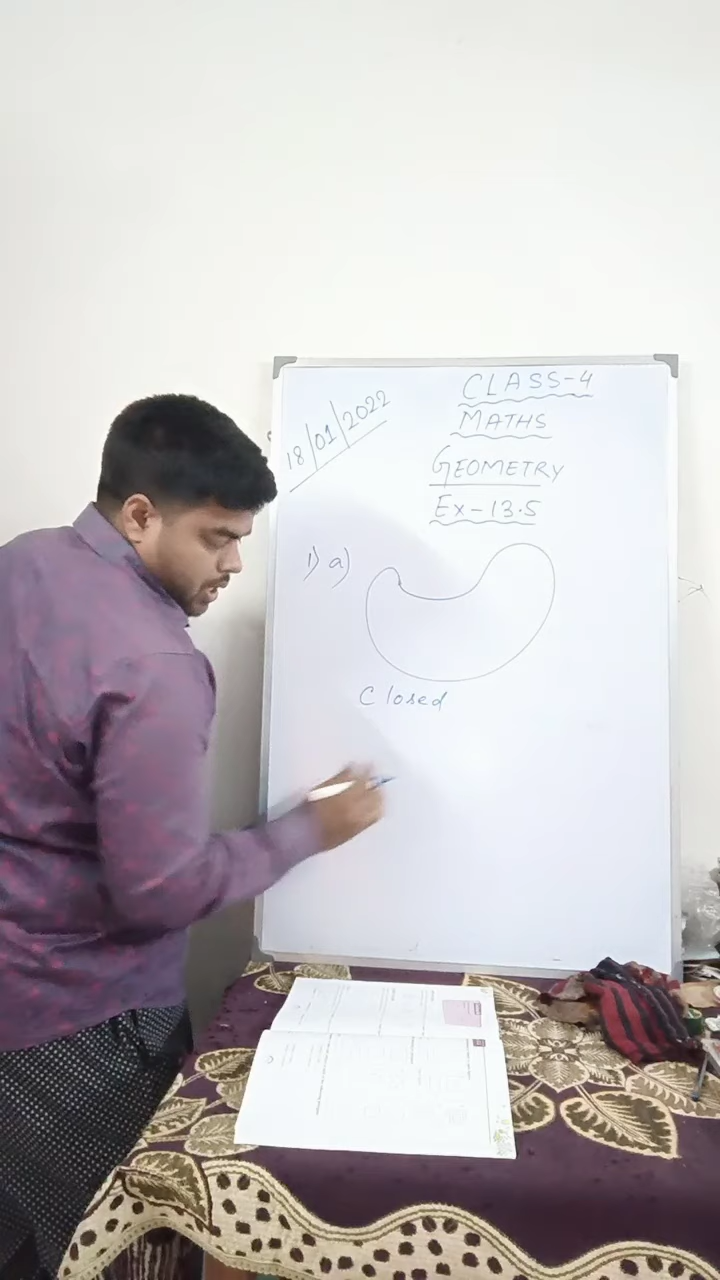 18/01/2022
CLASS-4
MATHS
GEOMETRY
Ex-13.5
1) a)
Closed